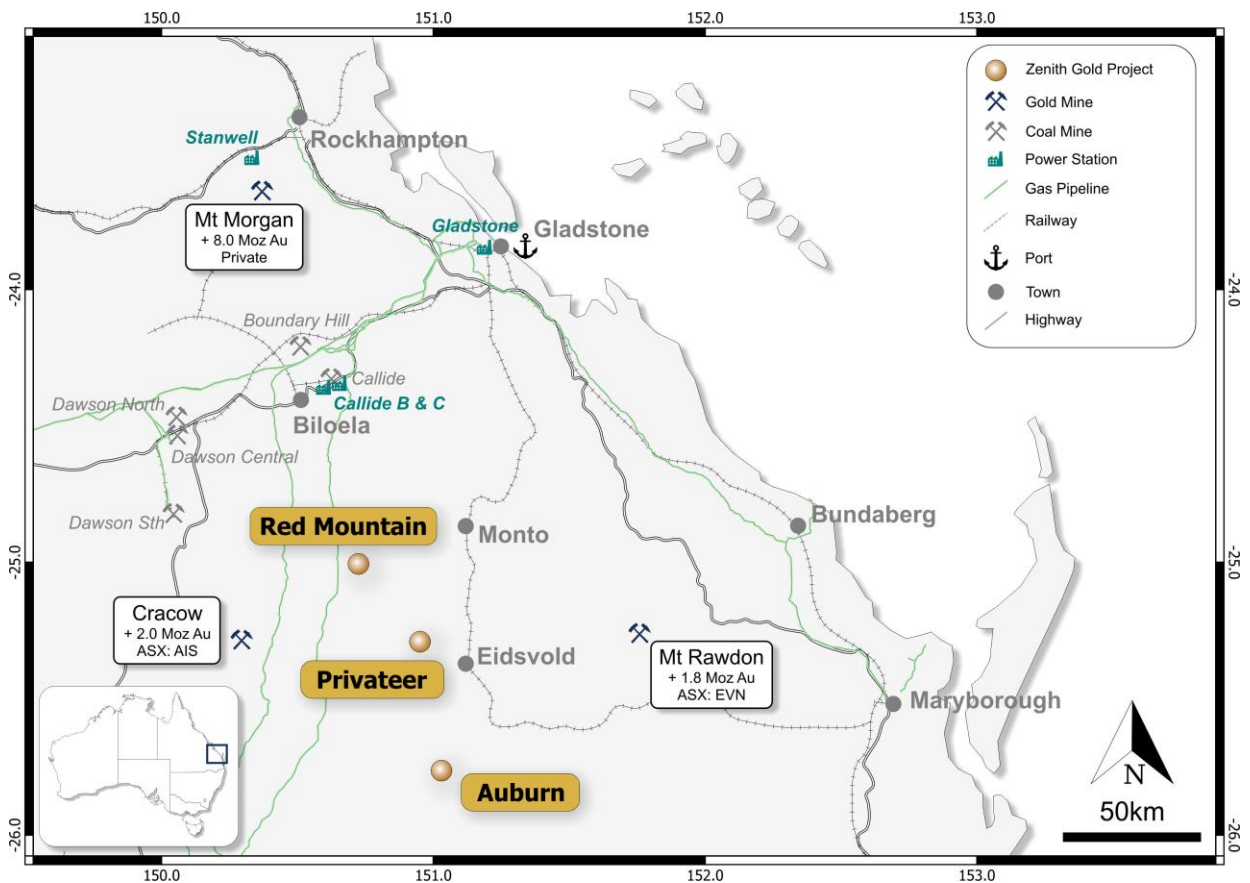 150.0
151.0
152.0
153.0
Zenith Gold Project
Gold Mine
Coal Mine
Power Station
Gas Pipeline
Railway
Port
Town
Highway
Stanwell
Rockhampton
Mt Morgan
+ 8.0 Moz Au
Private
Gladstone
Gladstone
-24.0
-24.0
Boundary Hill
Callide
Callide B & C
Biloela
Dawson North
Dawson Central
Dawson Sth
Red Mountain
Monto
Bundaberg
-25.0
-25.0
Cracow
+ 2.0 Moz Au
ASX: AIS
Privateer
Eidsvold
Mt Rawdon
+ 1.8 Moz Au
ASX: EVN
Maryborough
Auburn
N
50km
-26.0
-26.0
150.0
151.0
152.0
153.0